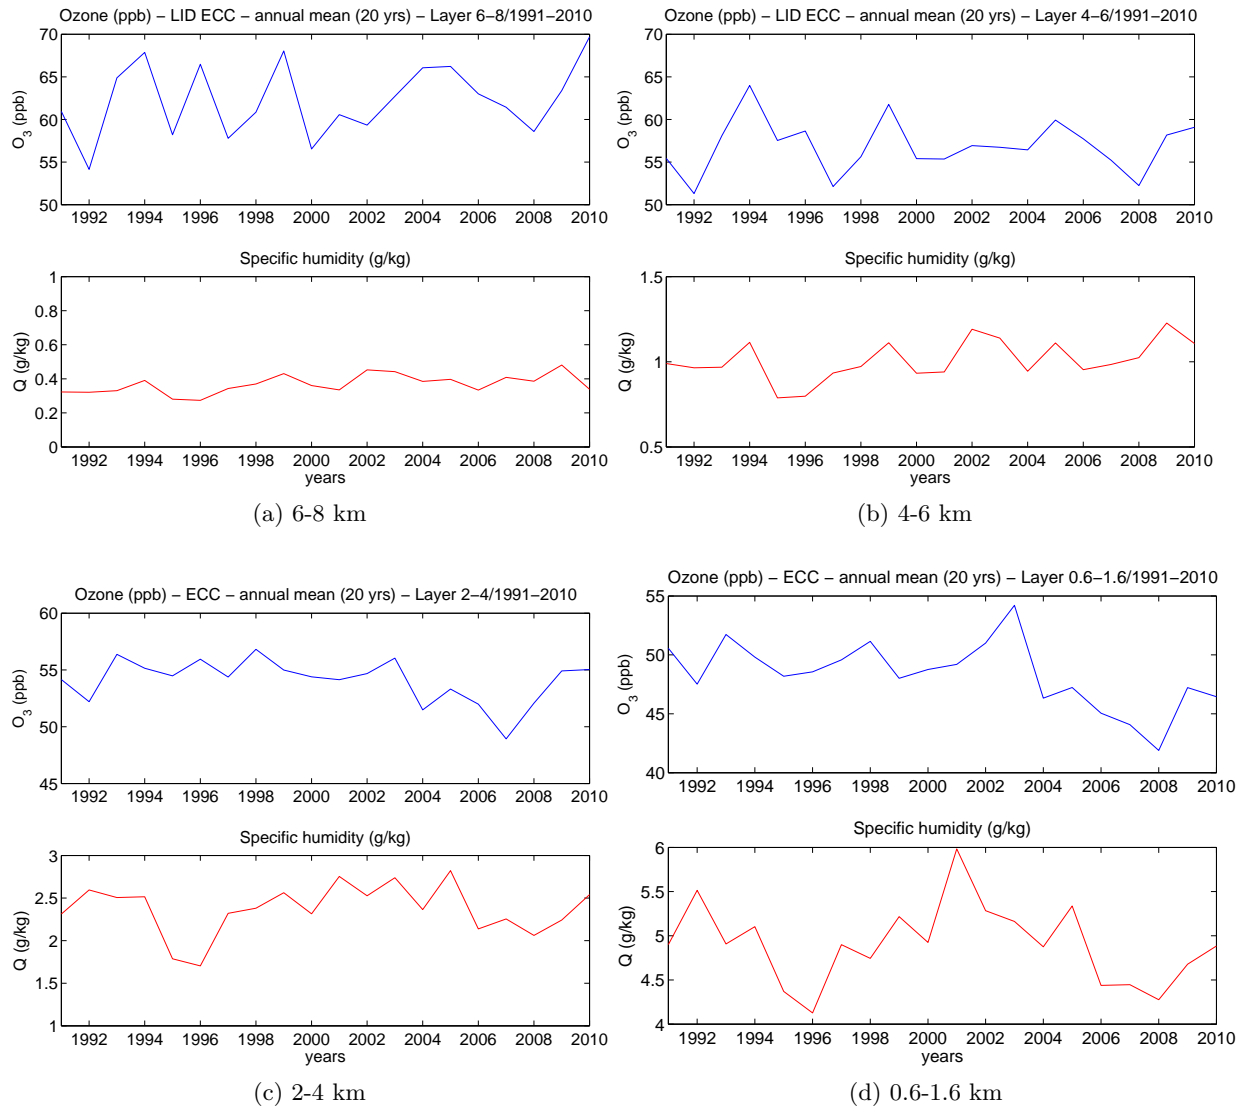 Ozone (ppb) − LID ECC − annual mean (20 yrs) − Layer 6−8/1991−2010
70
65
60
55
50
O3 (ppb)
1992 1994 1996 1998 2000 2002 2004 2006 2008 2010
Specific humidity (g/kg)
1
0.8
0.6
0.4
0.2
0
Q (g/kg)
1992 1994 1996 1998 2000 2002 2004 2006 2008 2010
years
(a) 6-8 km
Ozone (ppb) − LID ECC − annual mean (20 yrs) − Layer 4−6/1991−2010
70
65
60
55
50
O3 (ppb)
1992 1994 1996 1998 2000 2002 2004 2006 2008 2010
Specific humidity (g/kg)
1.5
1
0.5
Q (g/kg)
1992 1994 1996 1998 2000 2002 2004 2006 2008 2010
years
(b) 4-6 km
Ozone (ppb) − ECC − annual mean (20 yrs) − Layer 2−4/1991−2010
60
55
50
45
O3 (ppb)
1992 1994 1996 1998 2000 2002 2004 2006 2008 2010
Specific humidity (g/kg)
3
2.5
2
1.5
1
Q (g/kg)
1992 1994 1996 1998 2000 2002 2004 2006 2008 2010
years
(c) 2-4 km
Ozone (ppb) − ECC − annual mean (20 yrs) − Layer 0.6−1.6/1991−2010
55
50
45
40
O3 (ppb)
1992 1994 1996 1998 2000 2002 2004 2006 2008 2010
Specific humidity (g/kg)
6
5.5
5
4.5
4
Q (g/kg)
1992 1994 1996 1998 2000 2002 2004 2006 2008 2010
years
(d) 0.6-1.6 km